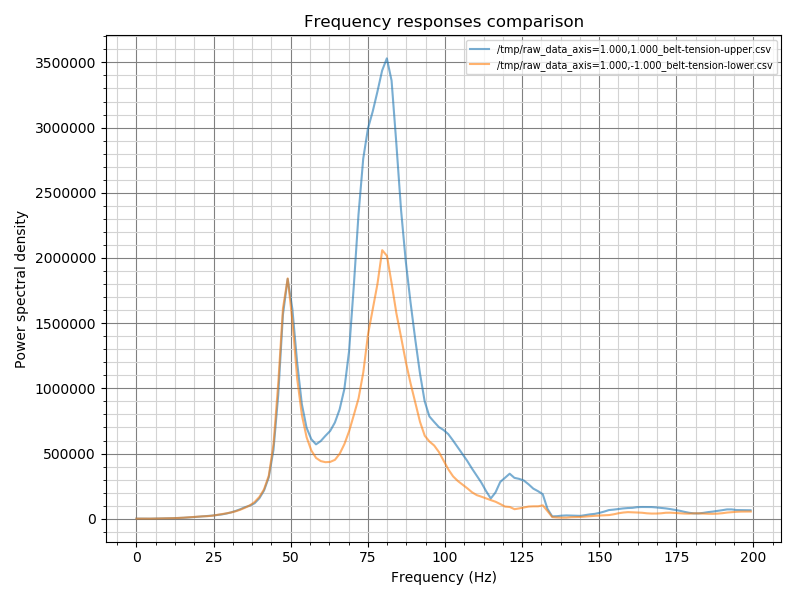 Frequency responses comparison
/tmp/raw_data_axis=1.000,1.000_belt-tension-upper.csv
/tmp/raw_data_axis=1.000,-1.000_belt-tension-lower.csv
Power spectral density
3500000
3000000
2500000
2000000
1500000
1000000
500000
0
0 25 50 75 100 125 150 175 200
Frequency (Hz)